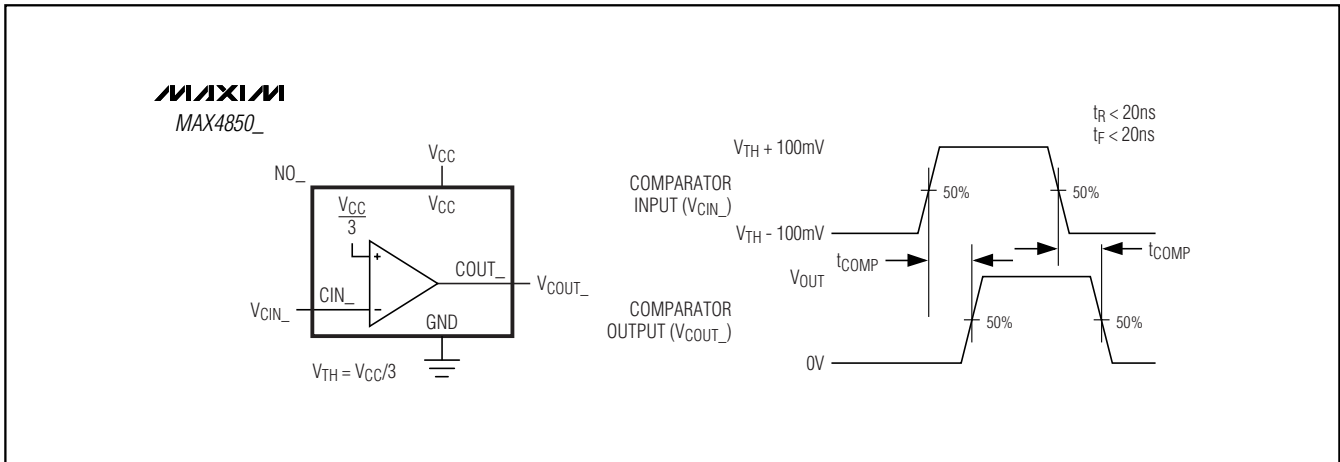 MAXIM
MAX4850_
NO_
VCC
VCC
VCC
3
+
-
CIN_
VCIN_
COUT_
VCOUT_
GND
VTH = VCC/3
tR < 20ns
tF < 20ns
VTH + 100mV
COMPARATOR
INPUT (VCIN_)
50%
50%
VTH - 100mV
tCOMP
tCOMP
VOUT
COMPARATOR
OUTPUT (VCOUT_)
50%
50%
0V